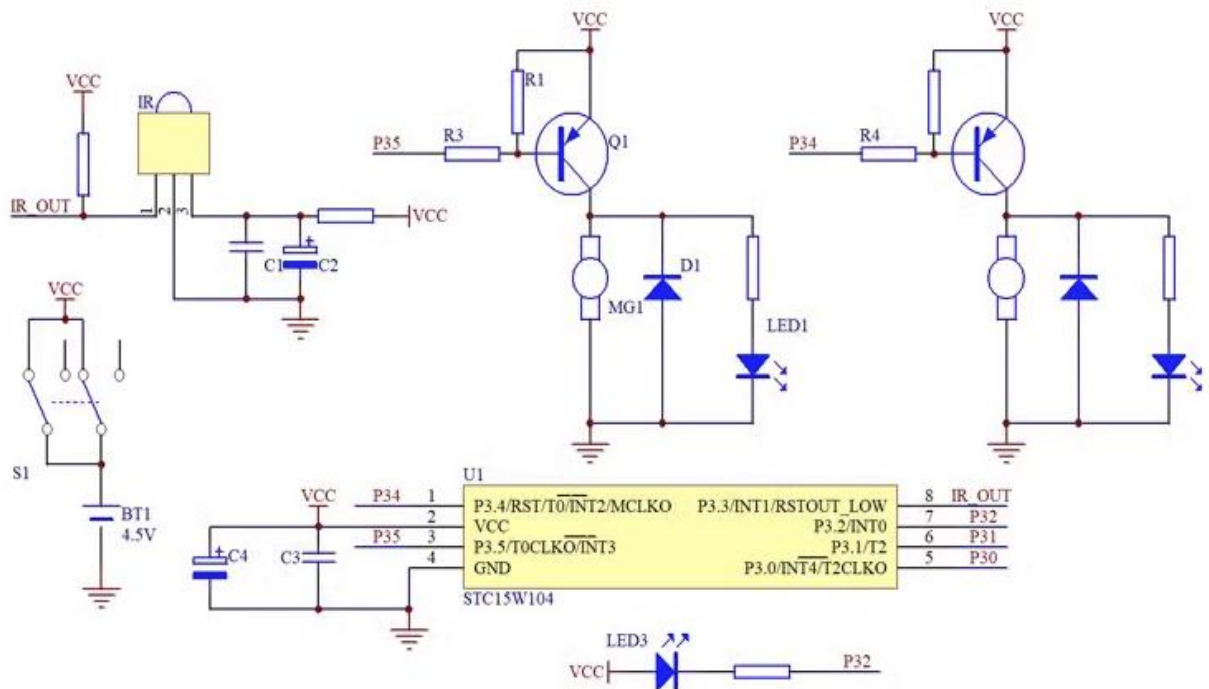 VCC
IR
IR_OUT
1
2
3
VCC
C1
C2
VCC
R1
P35
R3
Q1
MG1
D1
LED1
VCC
P34
R4
VCC
S1
BT1
4.5V
U1
P34 1 P3.4/RST/T0/INT2/MCLKO P3.3/INT1/RSTOUT_LOW 8 IR_OUT
VCC 2 VCC P3.2/INT0 7 P32
P35 3 P3.5/T0CLKO/INT3 P3.1/T2 6 P31
4 GND P3.0/INT4/T2CLKO 5 P30
C4
C3
STC15W104
LED3
VCC
P32